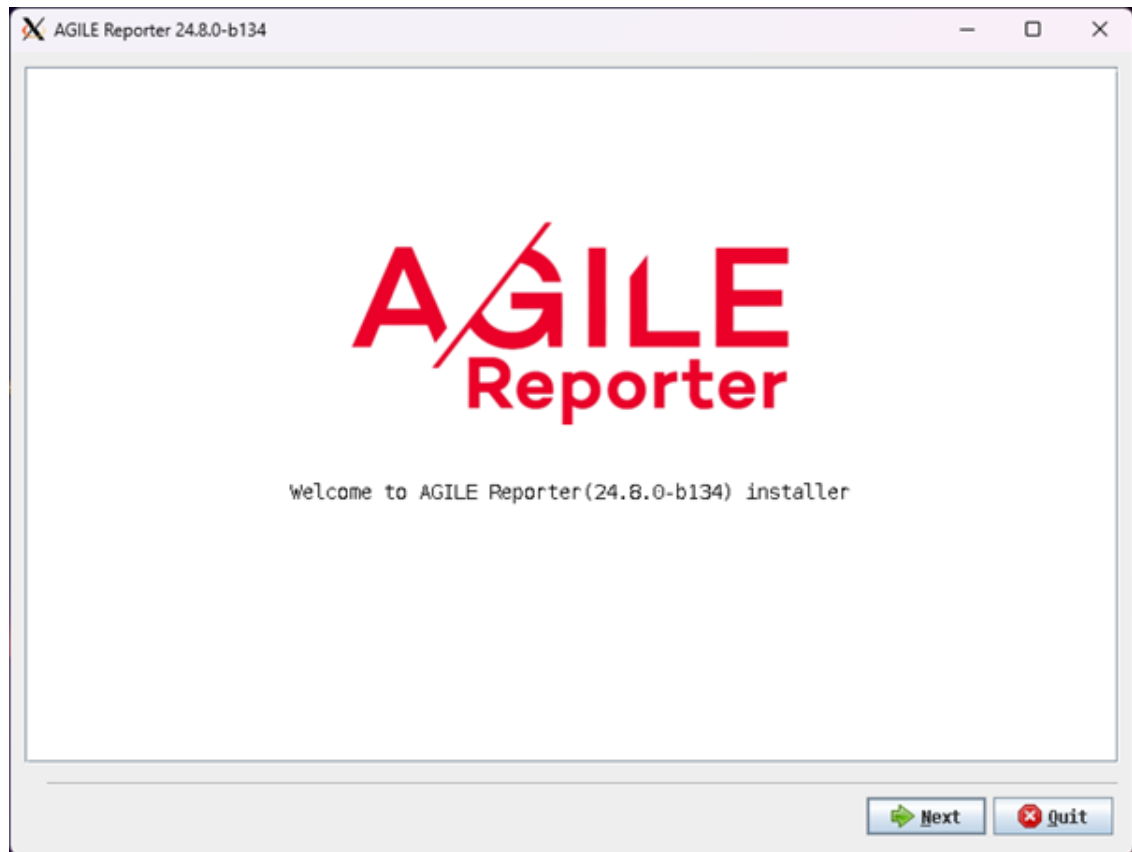 AGILE Reporter 24.8.0-b134
AGILE
Reporter
Welcome to AGILE Reporter(24.8.0-b134) installer
Next
Quit